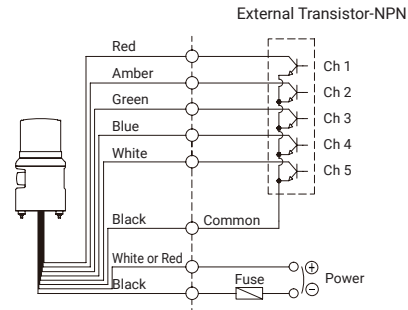 External Transistor-NPN
Red
Ch 1
Amber
Ch 2
Green
Ch 3
Blue
Ch 4
White
Ch 5
Black
Common
White or Red
Fuse
⊕
Power
Black
⊖